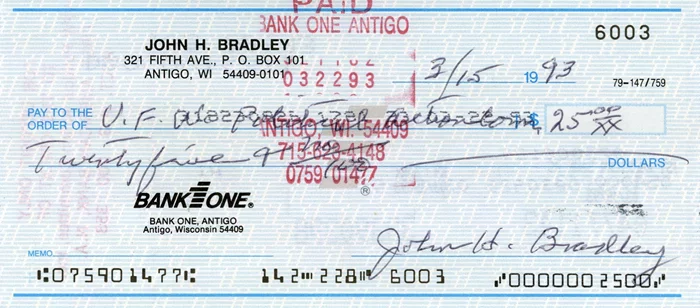 PAID
BANK ONE ANTIGO
6003
JOHN H. BRADLEY
321 FIFTH AVE., P. O. BOX 101
ANTIGO, WI 54409-0101
032293
3/15 1993
79-147/759
PAY TO THE
ORDER OF U.F. $ 25 00/XX
ANTIGO, WI. 54409
Twenty five &
DOLLARS
715-623-4148
0759 01477
BANK ONE®
BANK ONE, ANTIGO
Antigo, Wisconsin 54409
MEMO
John H. Bradley
⑆075901477⑆ 142⑉228⑈ 6003 ⑈0000002500⑈